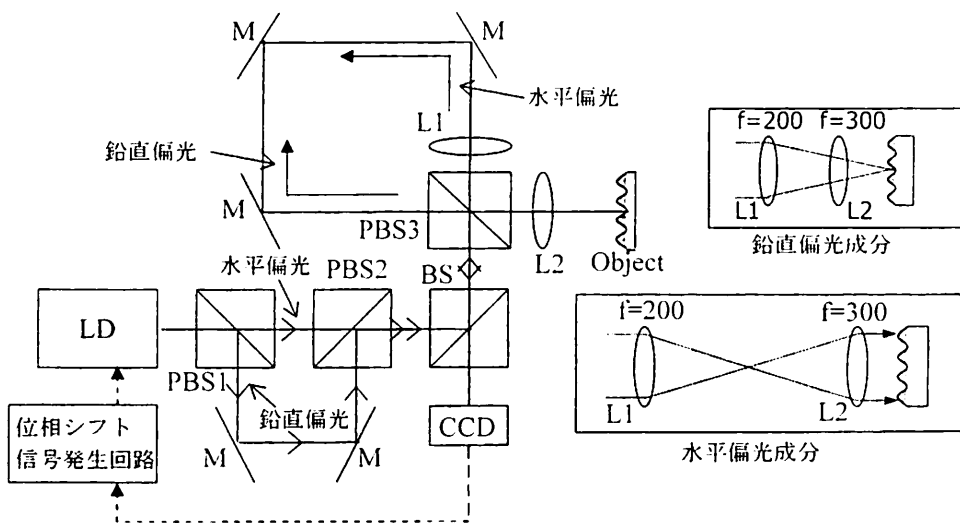 M
M
水平偏光
L1
鉛直偏光
f=200 f=300
L1
L2
鉛直偏光成分
M
PBS3
L2
Object
水平偏光
PBS2
BS
LD
PBS1
鉛直偏光
CCD
M
M
位相シフト
信号発生回路
f=200
f=300
L1
L2
水平偏光成分